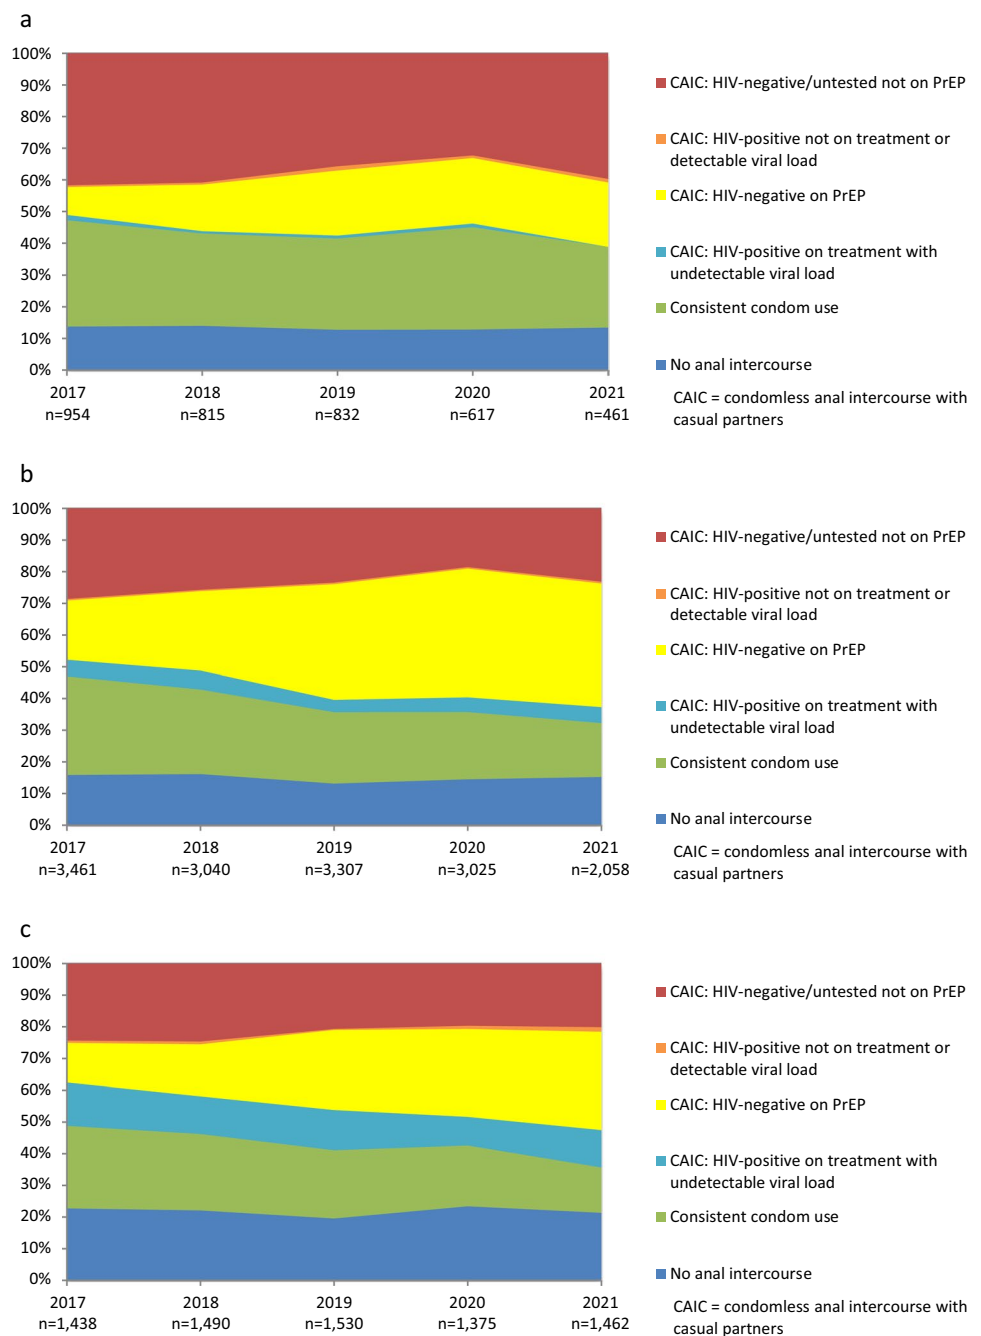 a
100%
90%
80%
70%
60%
50%
40%
30%
20%
10%
0%
2017 2018 2019 2020 2021
n=954 n=815 n=832 n=617 n=461
CAIC: HIV-negative/untested not on PrEP
CAIC: HIV-positive not on treatment or
detectable viral load
CAIC: HIV-negative on PrEP
CAIC: HIV-positive on treatment with
undetectable viral load
Consistent condom use
No anal intercourse
CAIC = condomless anal intercourse with
casual partners
b
100%
90%
80%
70%
60%
50%
40%
30%
20%
10%
0%
2017 2018 2019 2020 2021
n=3,461 n=3,040 n=3,307 n=3,025 n=2,058
CAIC: HIV-negative/untested not on PrEP
CAIC: HIV-positive not on treatment or
detectable viral load
CAIC: HIV-negative on PrEP
CAIC: HIV-positive on treatment with
undetectable viral load
Consistent condom use
No anal intercourse
CAIC = condomless anal intercourse with
casual partners
c
100%
90%
80%
70%
60%
50%
40%
30%
20%
10%
0%
2017 2018 2019 2020 2021
n=1,438 n=1,490 n=1,530 n=1,375 n=1,462
CAIC: HIV-negative/untested not on PrEP
CAIC: HIV-positive not on treatment or
detectable viral load
CAIC: HIV-negative on PrEP
CAIC: HIV-positive on treatment with
undetectable viral load
Consistent condom use
No anal intercourse
CAIC = condomless anal intercourse with
casual partners